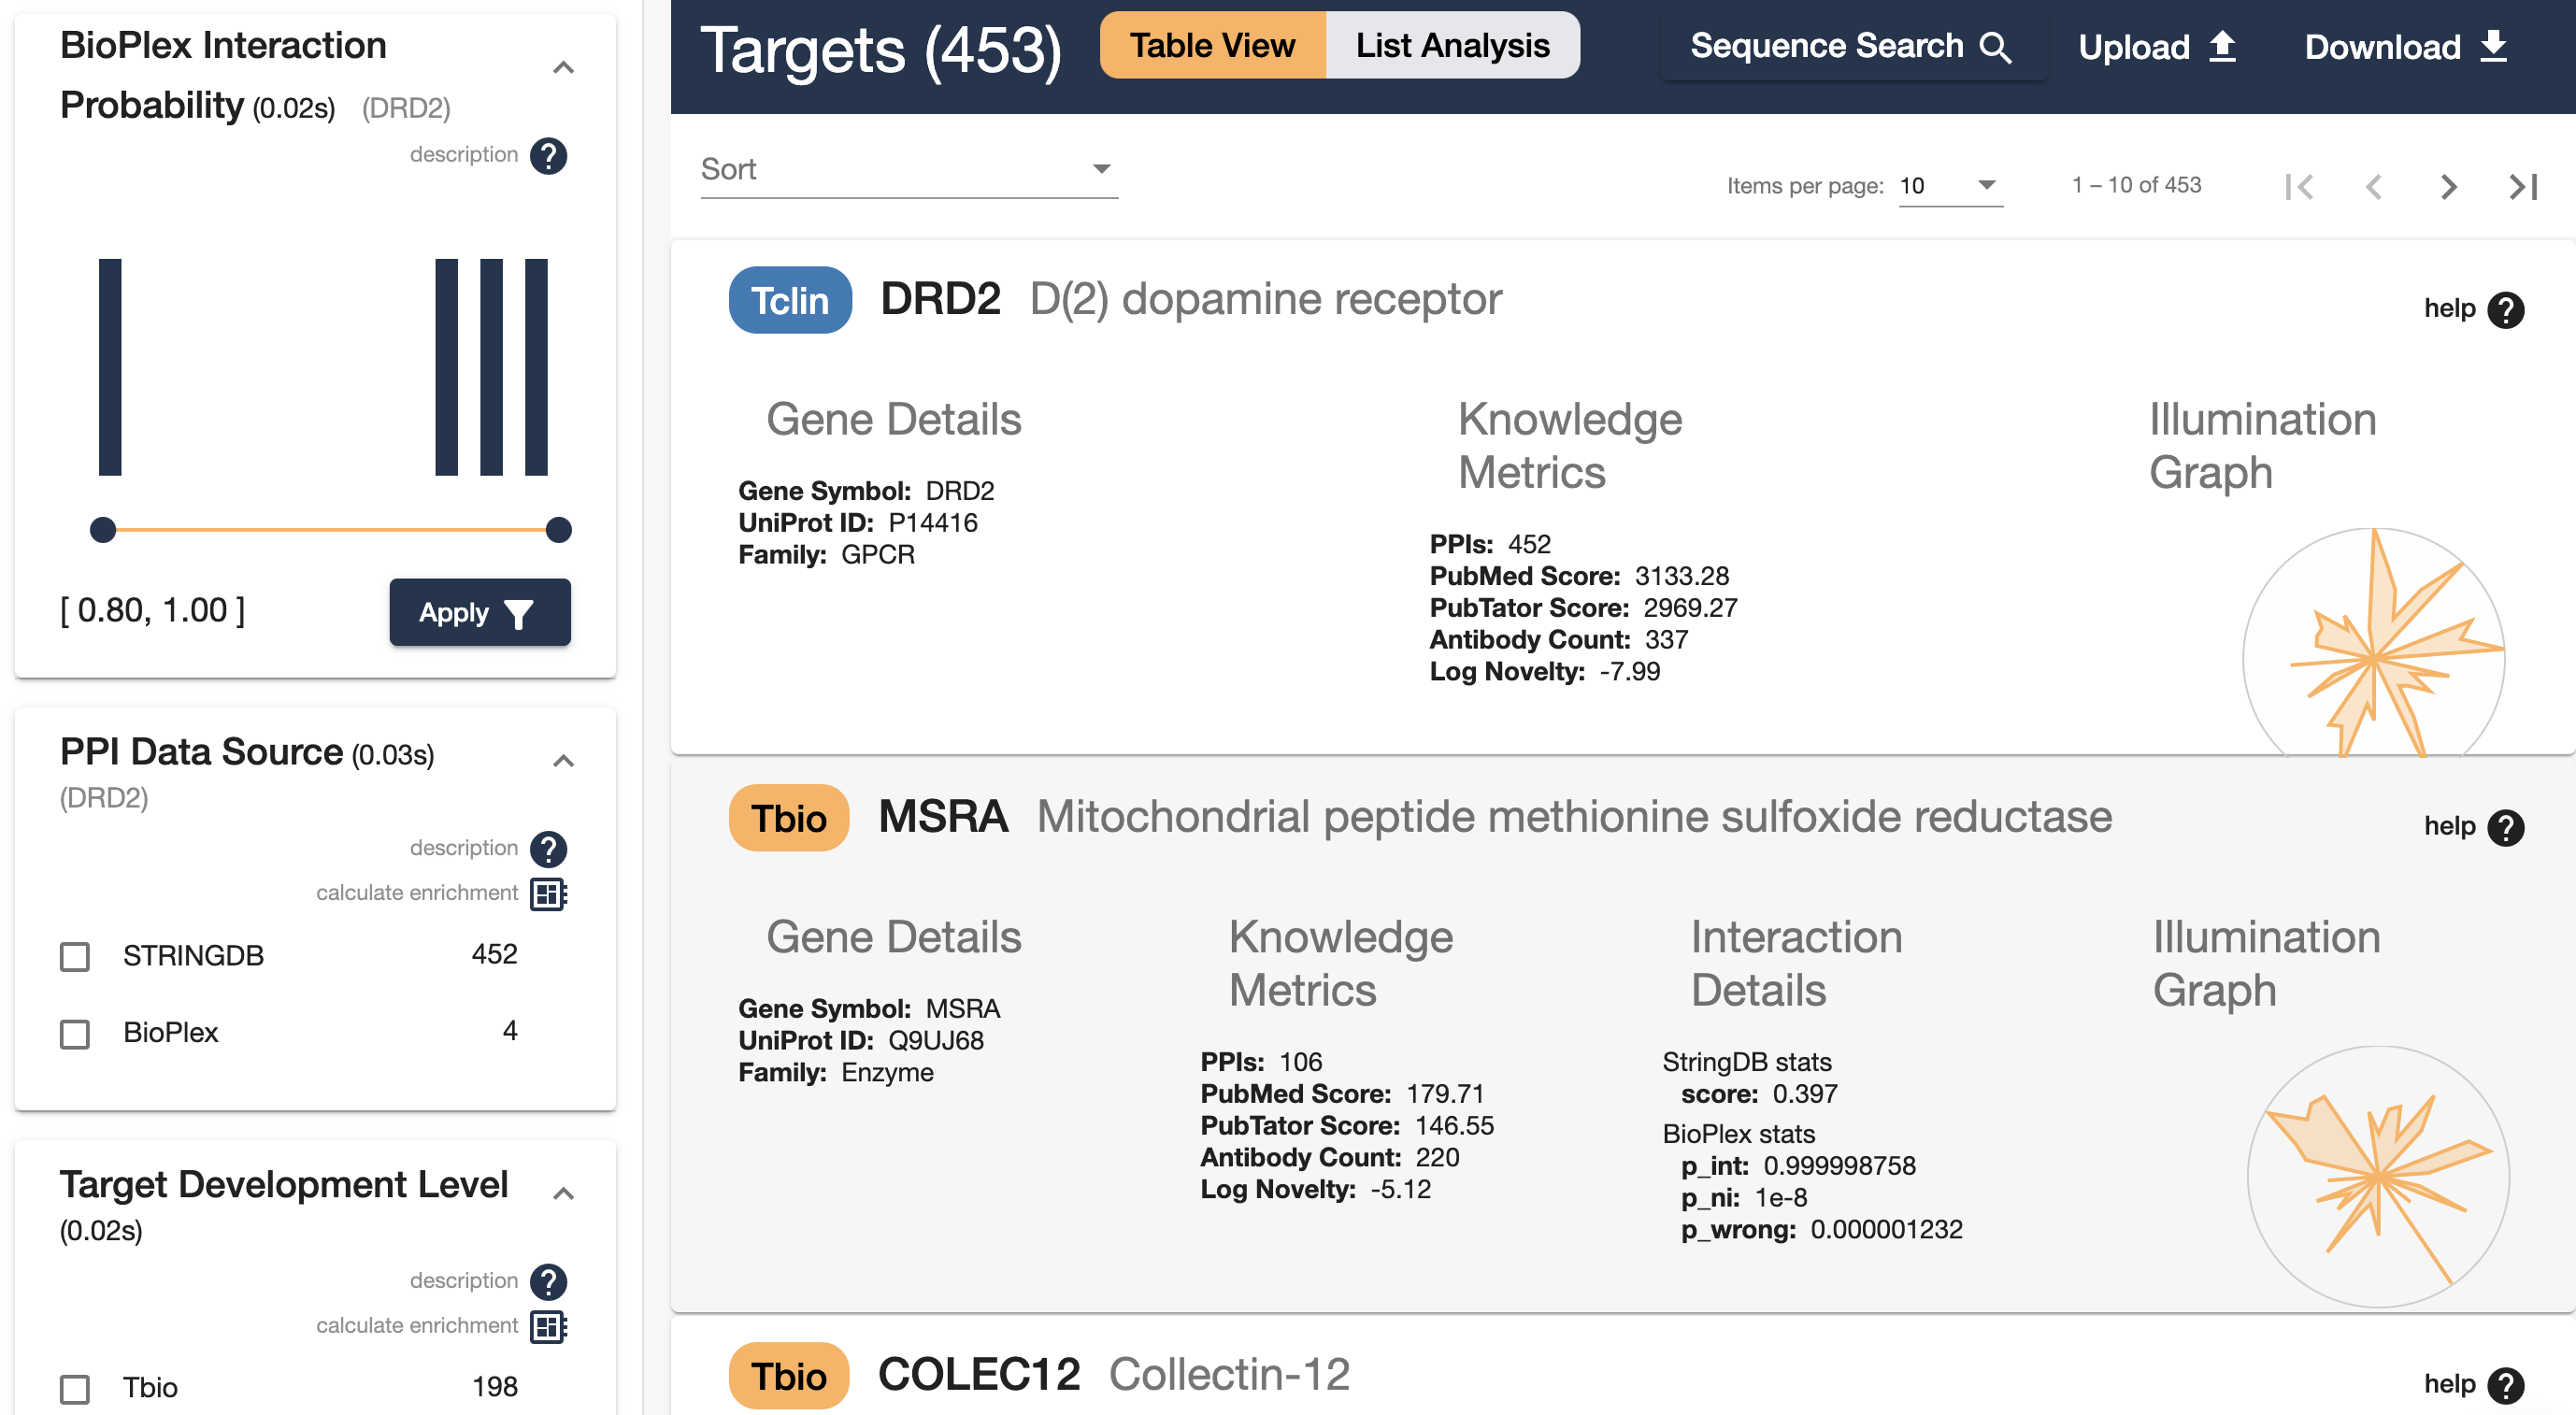 BioPlex Interaction
Probability (0.02s) (DRD2)
description ?
[ 0.80, 1.00 ]
Apply
PPI Data Source (0.03s)
(DRD2)
description ?
calculate enrichment
STRINGDB 452
BioPlex 4
Target Development Level
(0.02s)
description ?
calculate enrichment
Tbio 198
Targets (453)
Table View
List Analysis
Sequence Search
Upload
Download
Sort
Items per page: 10
1 – 10 of 453
Tclin DRD2 D(2) dopamine receptor
help ?
Gene Details
Gene Symbol: DRD2
UniProt ID: P14416
Family: GPCR
Knowledge
Metrics
PPIs: 452
PubMed Score: 3133.28
PubTator Score: 2969.27
Antibody Count: 337
Log Novelty: -7.99
Illumination
Graph
Tbio MSRA Mitochondrial peptide methionine sulfoxide reductase
help ?
Gene Details
Gene Symbol: MSRA
UniProt ID: Q9UJ68
Family: Enzyme
Knowledge
Metrics
PPIs: 106
PubMed Score: 179.71
PubTator Score: 146.55
Antibody Count: 220
Log Novelty: -5.12
Interaction
Details
StringDB stats
score: 0.397
BioPlex stats
p_int: 0.999998758
p_ni: 1e-8
p_wrong: 0.000001232
Illumination
Graph
Tbio COLEC12 Collectin-12
help ?